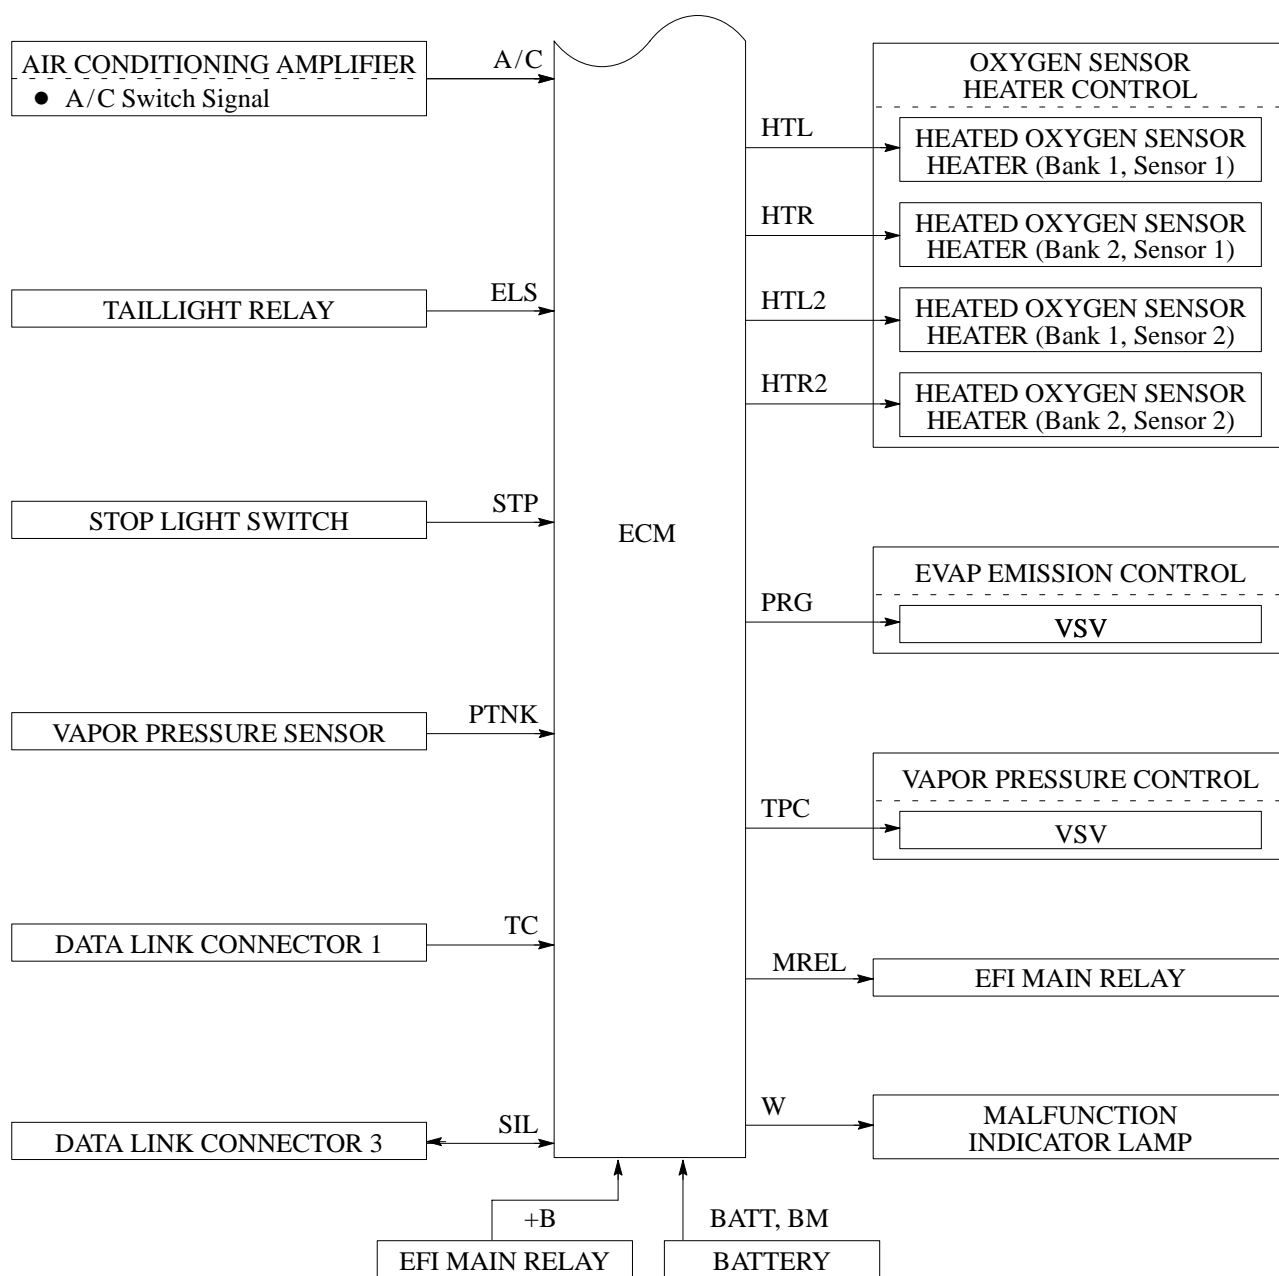 AIR CONDITIONING AMPLIFIER
● A/C Switch Signal
A/C
TAILLIGHT RELAY
ELS
STOP LIGHT SWITCH
STP
VAPOR PRESSURE SENSOR
PTNK
DATA LINK CONNECTOR 1
TC
DATA LINK CONNECTOR 3
SIL
ECM
+B
EFI MAIN RELAY
BATT, BM
BATTERY
OXYGEN SENSOR
HEATER CONTROL
HTL
HEATED OXYGEN SENSOR
HEATER (Bank 1, Sensor 1)
HTR
HEATED OXYGEN SENSOR
HEATER (Bank 2, Sensor 1)
HTL2
HEATED OXYGEN SENSOR
HEATER (Bank 1, Sensor 2)
HTR2
HEATED OXYGEN SENSOR
HEATER (Bank 2, Sensor 2)
EVAP EMISSION CONTROL
PRG
VSV
VAPOR PRESSURE CONTROL
TPC
VSV
MREL
EFI MAIN RELAY
W
MALFUNCTION
INDICATOR LAMP